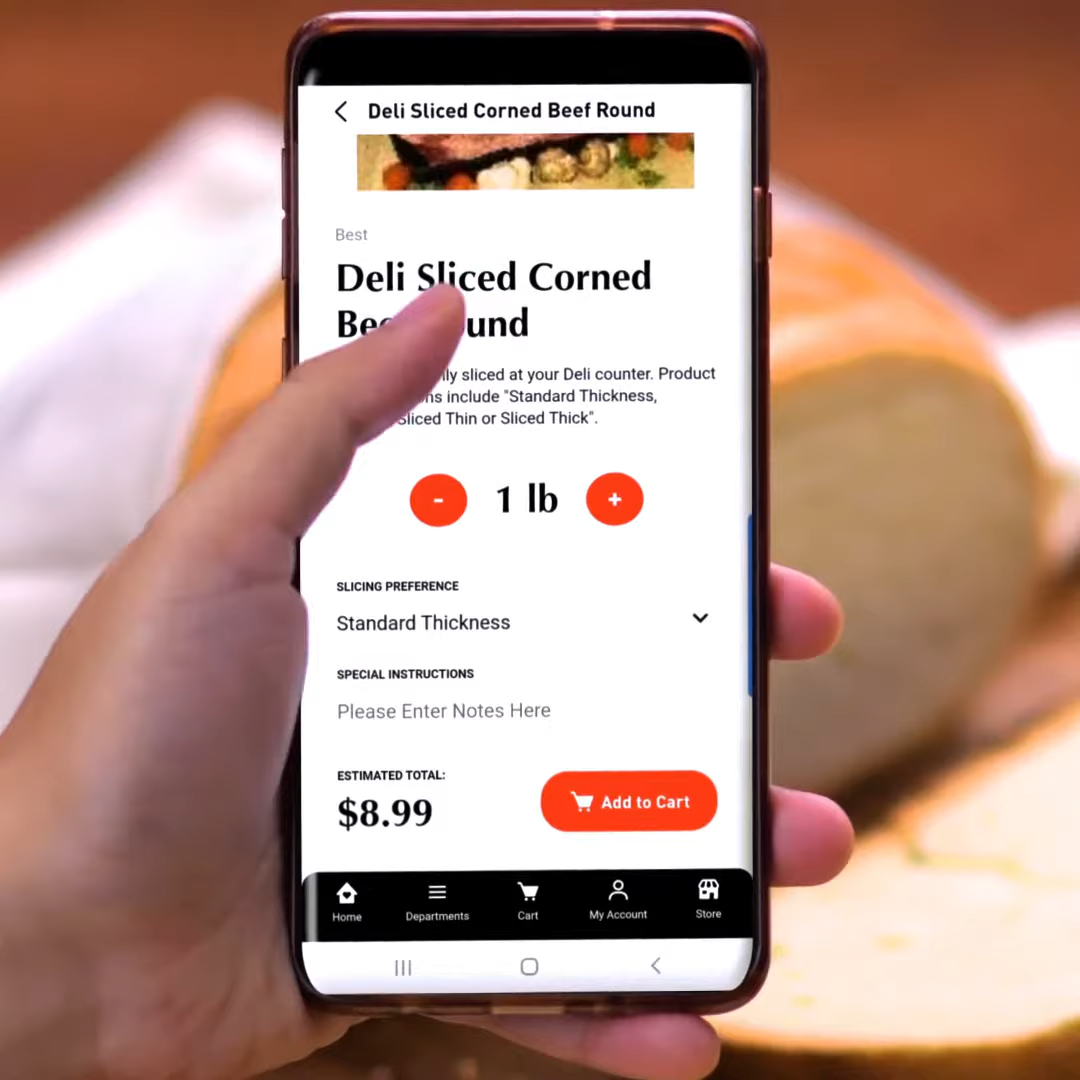 Deli Sliced Corned Beef Round
Best
Deli Sliced Corned
sliced at your Deli counter. Product
include "Standard Thickness,
Sliced Thin or Sliced Thick".
- 1 lb +
SLICING PREFERENCE
Standard Thickness
SPECIAL INSTRUCTIONS
Please Enter Notes Here
ESTIMATED TOTAL:
$8.99
Add to Cart
Home Departments Cart My Account Store